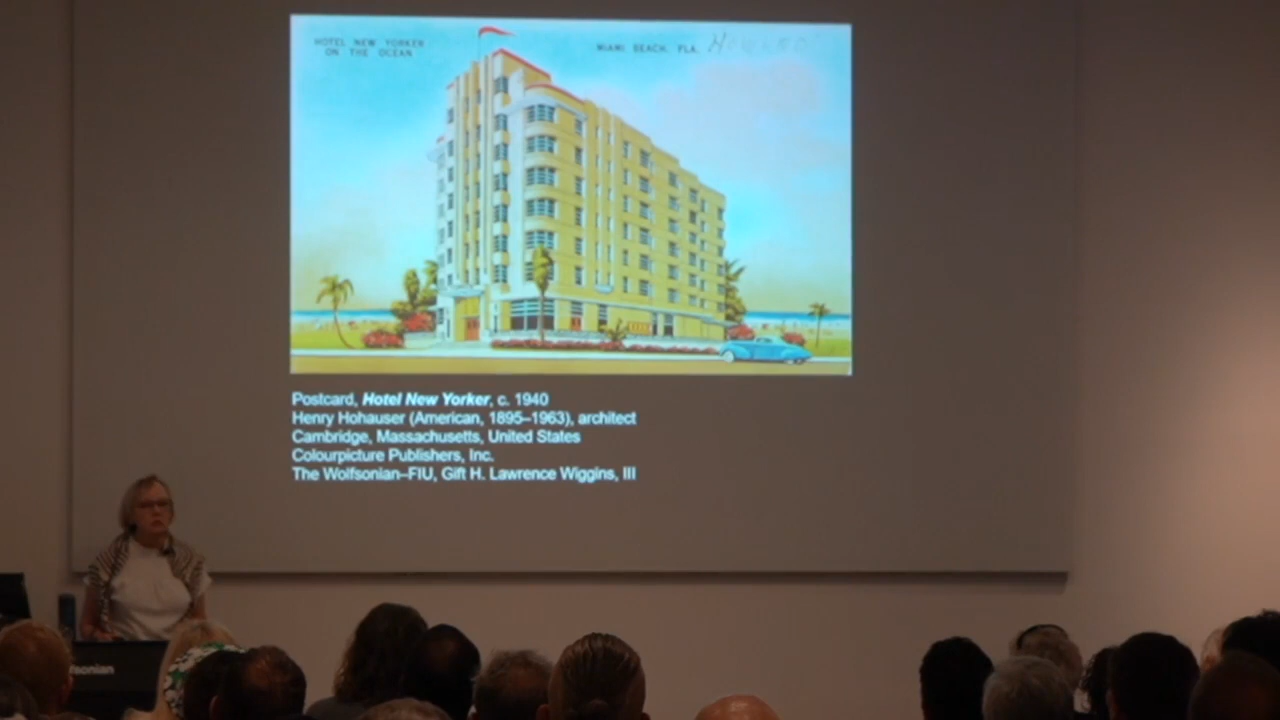 HOTEL NEW YORKER
ON THE OCEAN
MIAMI BEACH, FLA.
Postcard, Hotel New Yorker, c. 1940
Henry Hohauser (American, 1895–1963), architect
Cambridge, Massachusetts, United States
Colourpicture Publishers, Inc.
The Wolfsonian–FIU, Gift H. Lawrence Wiggins, III